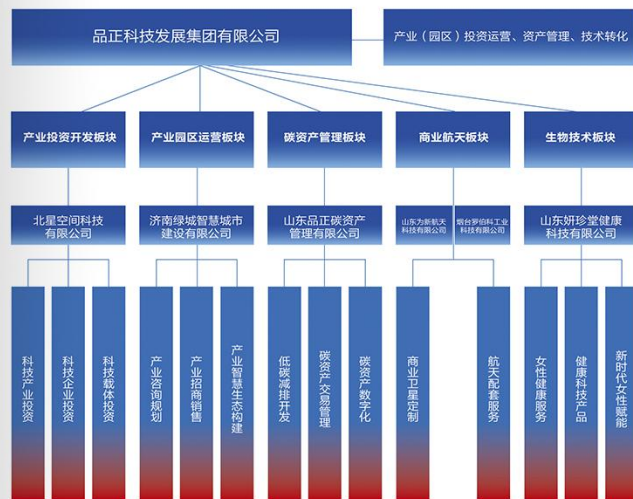 品正科技发展集团有限公司
产业（园区）投资运营、资产管理、技术转化
产业投资开发板块
产业园区运营板块
碳资产管理板块
商业航天板块
生物技术板块
北星空间科技
有限公司
济南绿城智慧城市
建设有限公司
山东品正碳资产
管理有限公司
山东为新航天
科技有限公司
烟台罗伯科工业
科技有限公司
山东妍珍堂健康
科技有限公司
科技产业投资
科技企业投资
科技载体投资
产业咨询规划
产业招商销售
产业智慧生态构建
低碳减排开发
碳资产交易管理
碳资产数字化
商业卫星定制
航天配套服务
女性健康服务
健康科技产品
新时代女性赋能